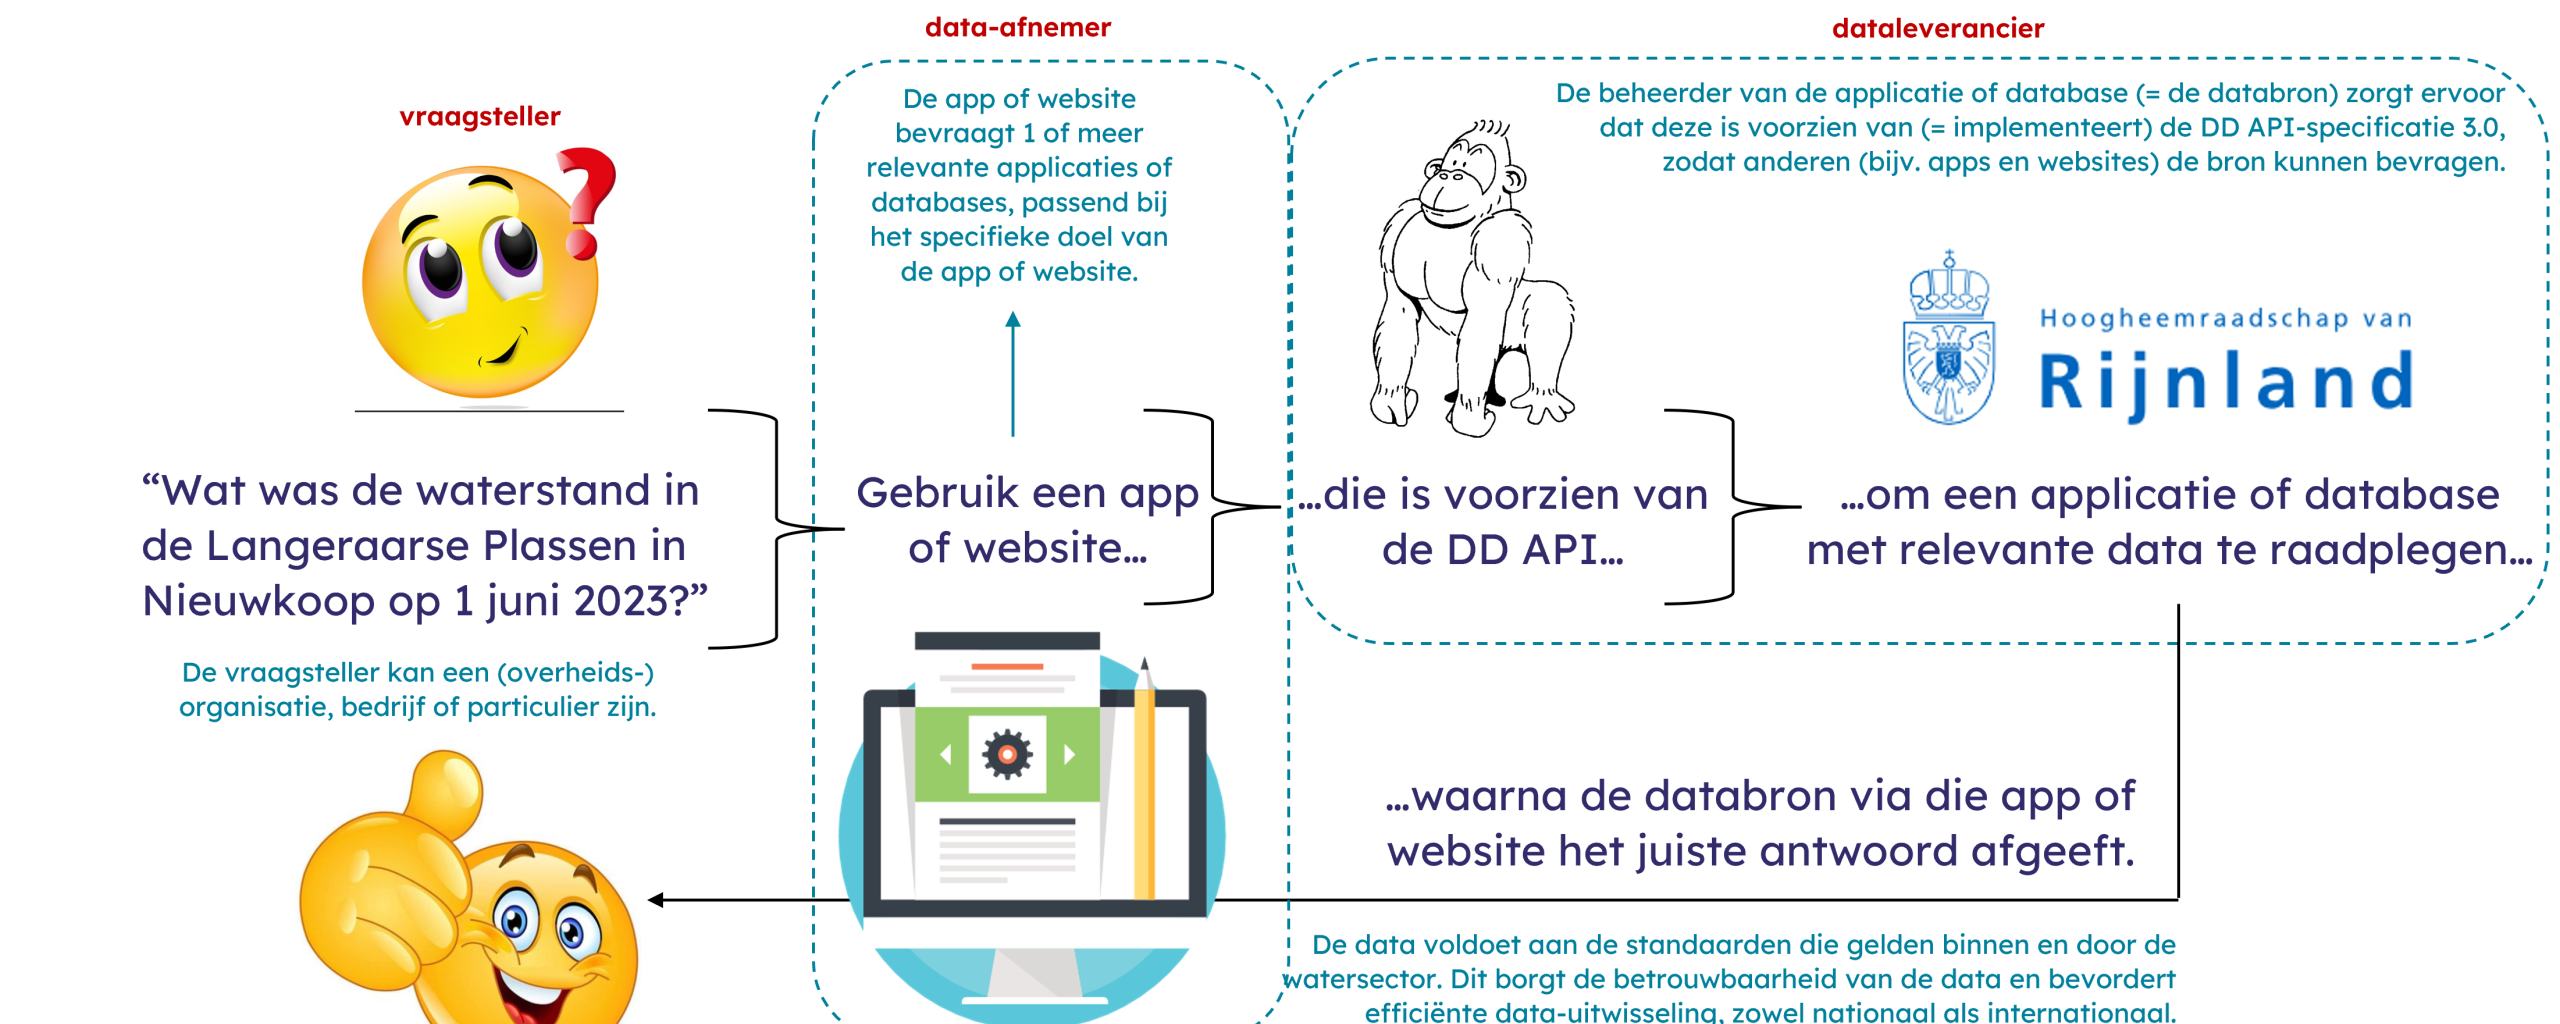 vraagsteller
“Wat was de waterstand in
de Langeraarse Plassen in
Nieuwkoop op 1 juni 2023?”
De vraagsteller kan een (overheids-)
organisatie, bedrijf of particulier zijn.
data-afnemer
De app of website
bevraagt 1 of meer
relevante applicaties of
databases, passend bij
het specifieke doel van
de app of website.
Gebruik een app
of website...
dataleverancier
De beheerder van de applicatie of database (= de databron) zorgt ervoor
dat deze is voorzien van (= implementeert) de DD API-specificatie 3.0,
zodat anderen (bijv. apps en websites) de bron kunnen bevragen.
Hoogheemraadschap van
Rijnland
...die is voorzien van
de DD API...
...om een applicatie of database
met relevante data te raadplegen...
...waarna de databron via die app of
website het juiste antwoord afgeeft.
De data voldoet aan de standaarden die gelden binnen en door de
watersector. Dit borgt de betrouwbaarheid van de data en bevordert
efficiënte data-uitwisseling, zowel nationaal als internationaal.